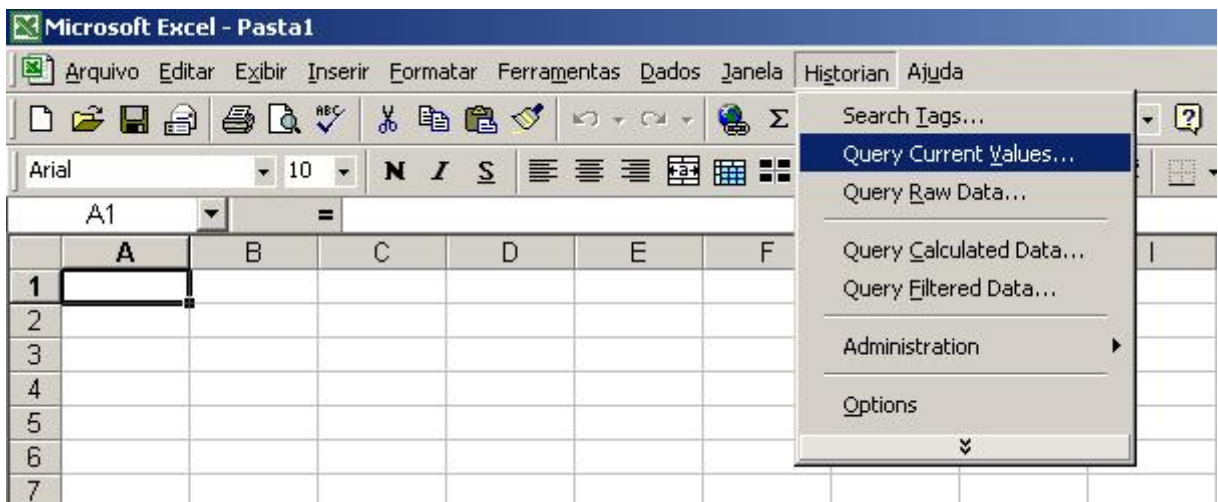 Microsoft Excel - Pasta1
Arquivo Editar Exibir Inserir Formatar Ferramentas Dados Janela Historian Ajuda
ABC Σ ?
Arial 10 N I S a
A1 =
A B C D E F I
1
2
3
4
5
6
7
Search Tags...
Query Current Values...
Query Raw Data...
Query Calculated Data...
Query Filtered Data...
Administration
Options